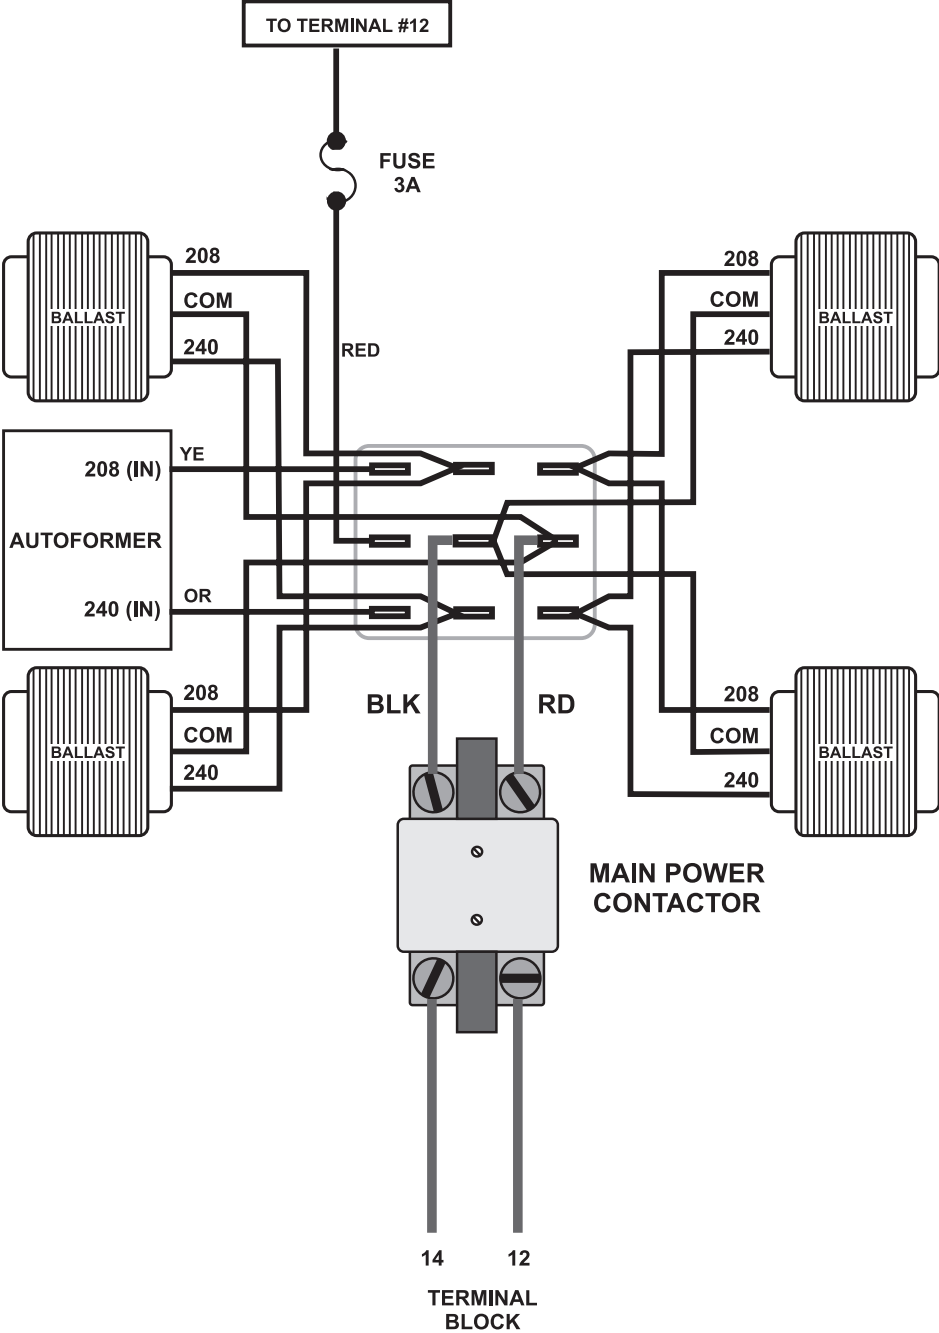 TO TERMINAL #12
FUSE
3A
208
COM
BALLAST
240
RED
208
COM
BALLAST
240
YE
208 (IN)
AUTOFORMER
OR
240 (IN)
208
COM
BALLAST
240
BLK
RD
208
COM
BALLAST
240
MAIN POWER
CONTACTOR
14
12
TERMINAL
BLOCK